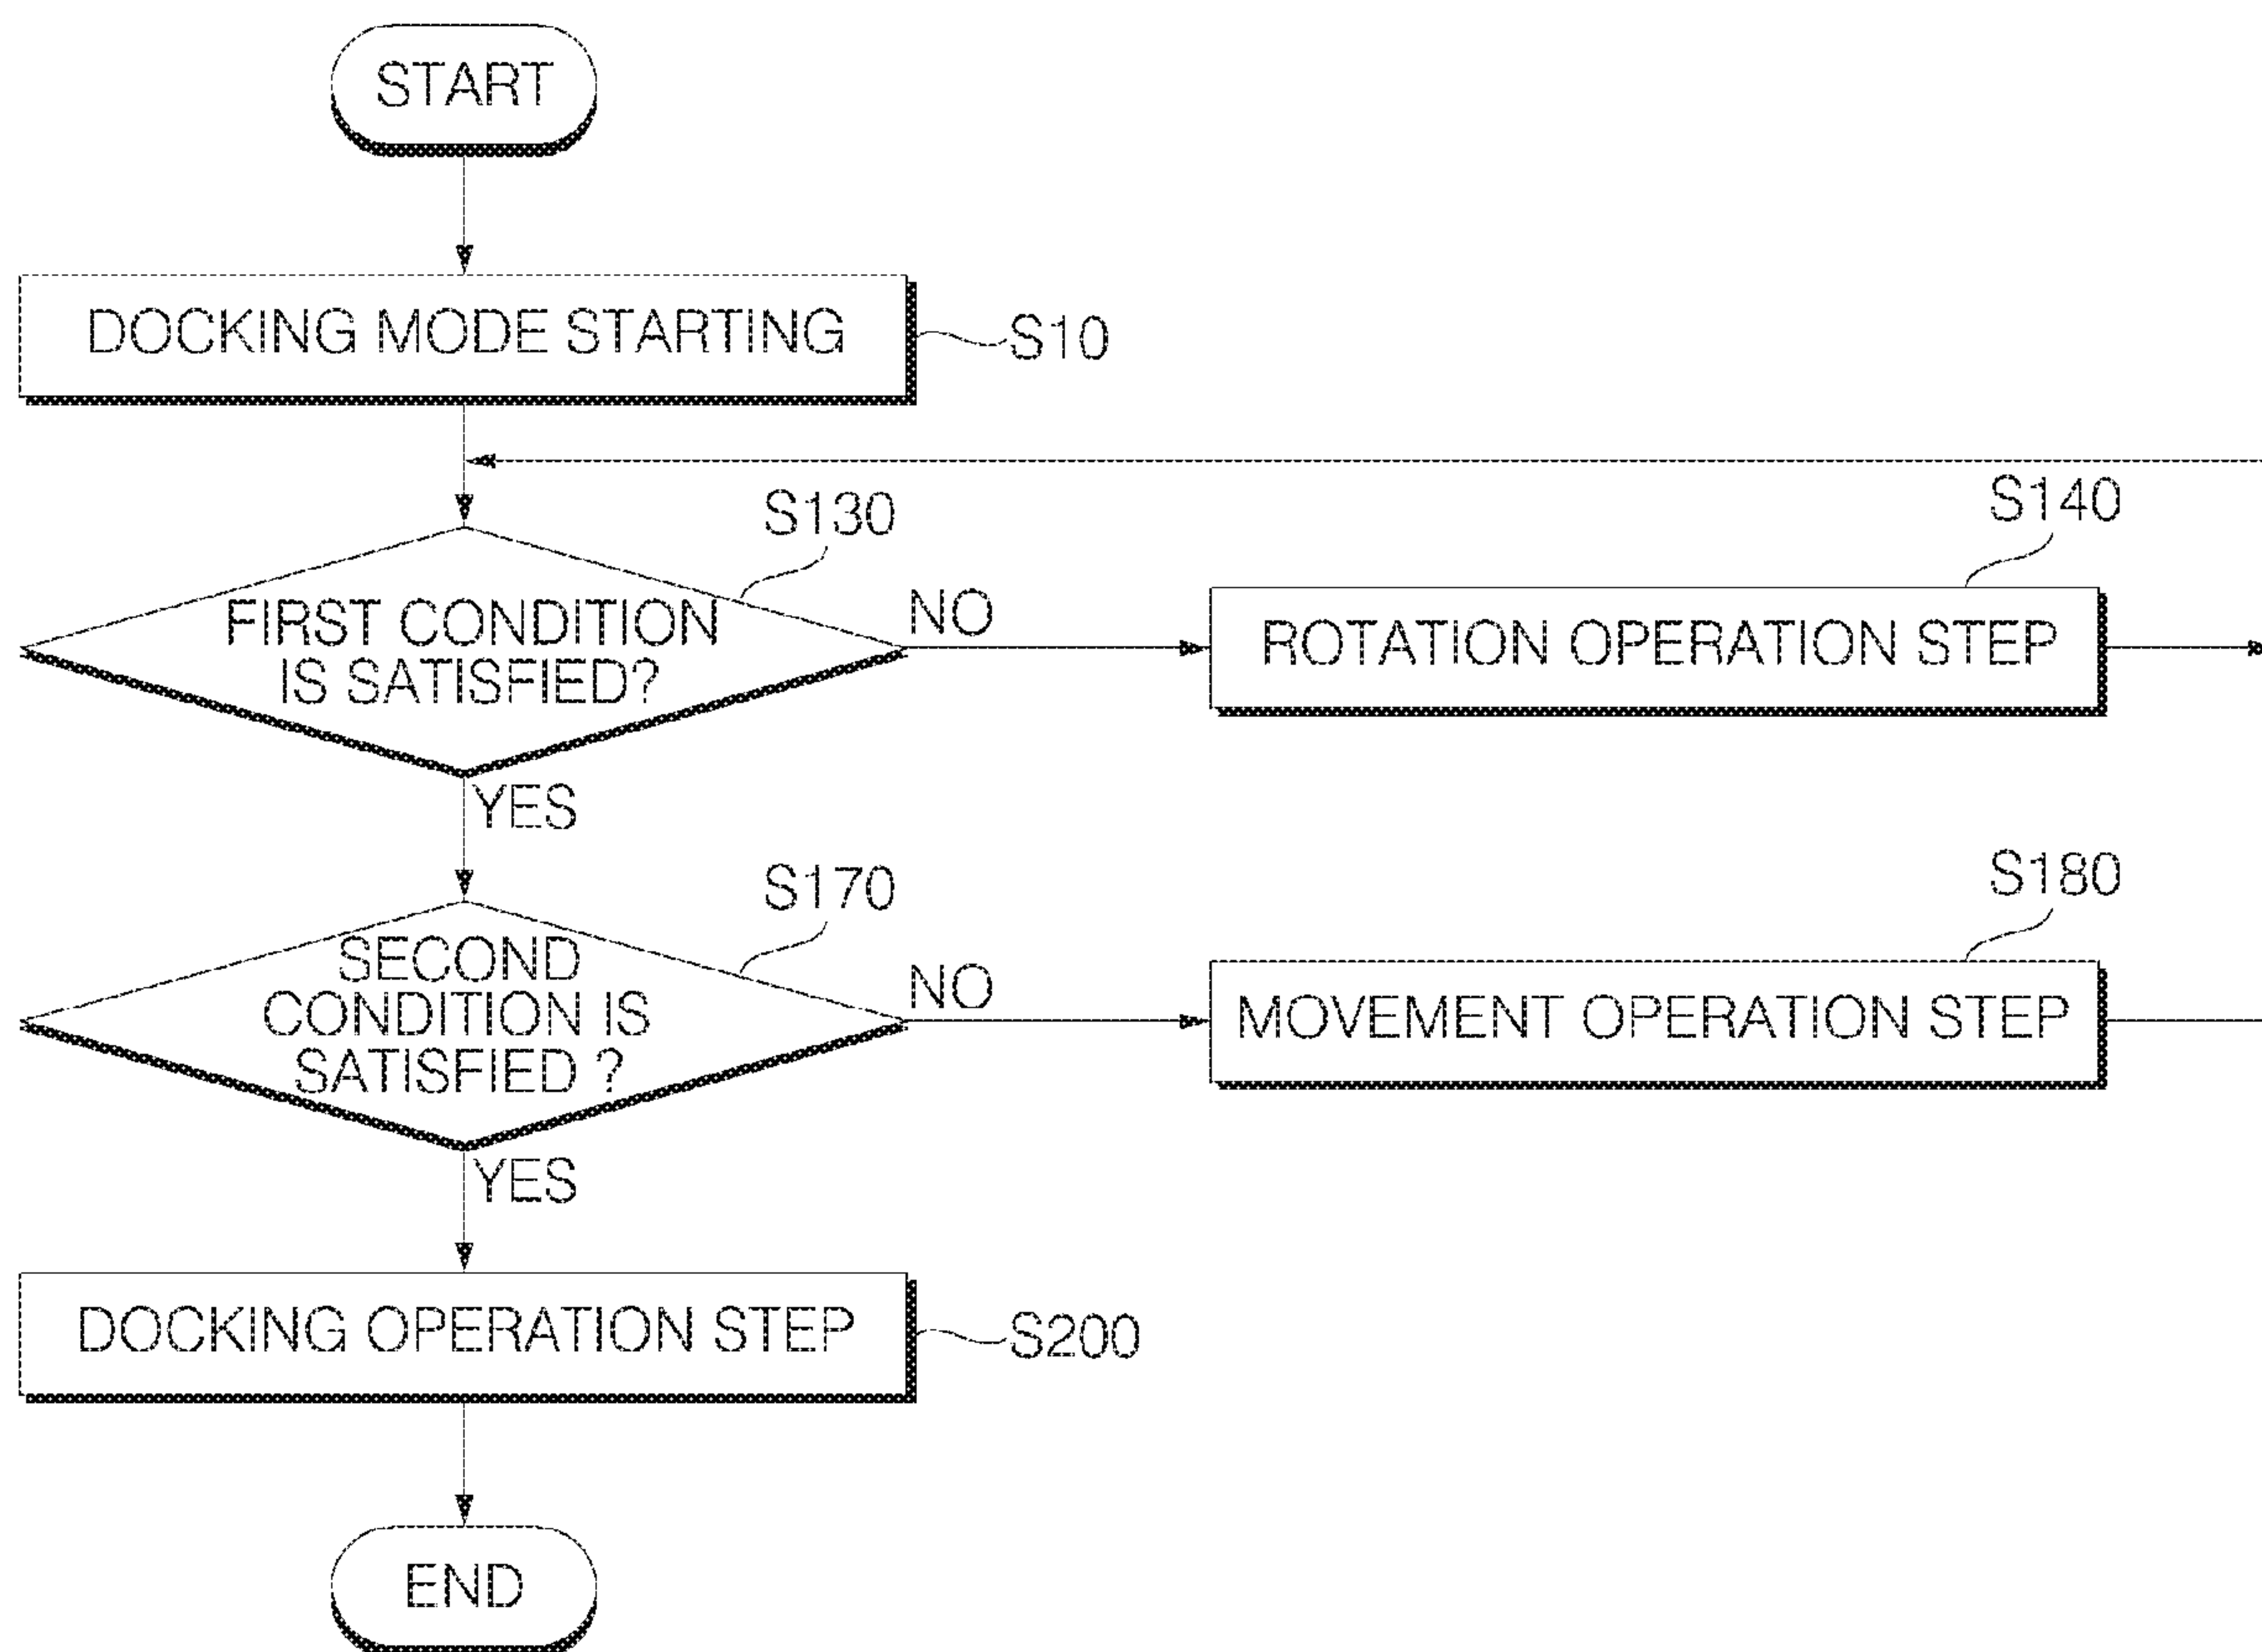 START
DOCKING MODE STARTING
S10
S130
S140
FIRST CONDITION
IS SATISFIED?
NO
ROTATION OPERATION STEP
YES
S170
S180
SECOND
CONDITION IS
SATISFIED ?
NO
MOVEMENT OPERATION STEP
YES
DOCKING OPERATION STEP
S200
END